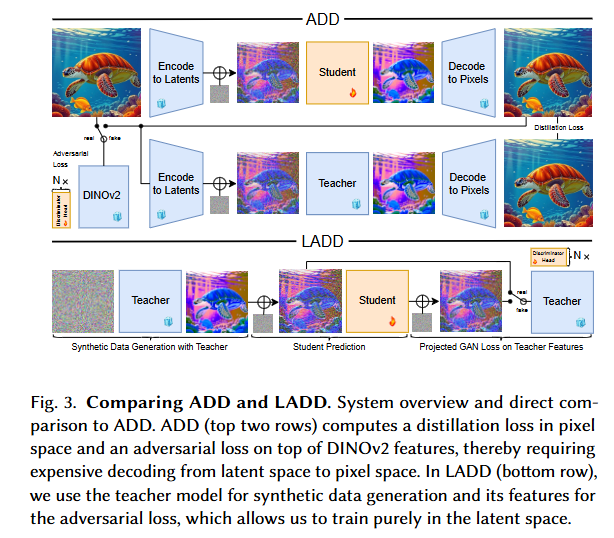 ADD
Encode
to Latents
Student
Decode
to Pixels
real
fake
Distillation Loss
Adversarial
Loss
N×
Discriminator
Head
DINOv2
Encode
to Latents
Teacher
Decode
to Pixels
LADD
Discriminator
Head
N×
Teacher
Student
real
fake
Teacher
Synthetic Data Generation with Teacher
Student Prediction
Projected GAN Loss on Teacher Features
Fig. 3. Comparing ADD and LADD. System overview and direct com-
parison to ADD. ADD (top two rows) computes a distillation loss in pixel
space and an adversarial loss on top of DINOv2 features, thereby requiring
expensive decoding from latent space to pixel space. In LADD (bottom row),
we use the teacher model for synthetic data generation and its features for
the adversarial loss, which allows us to train purely in the latent space.